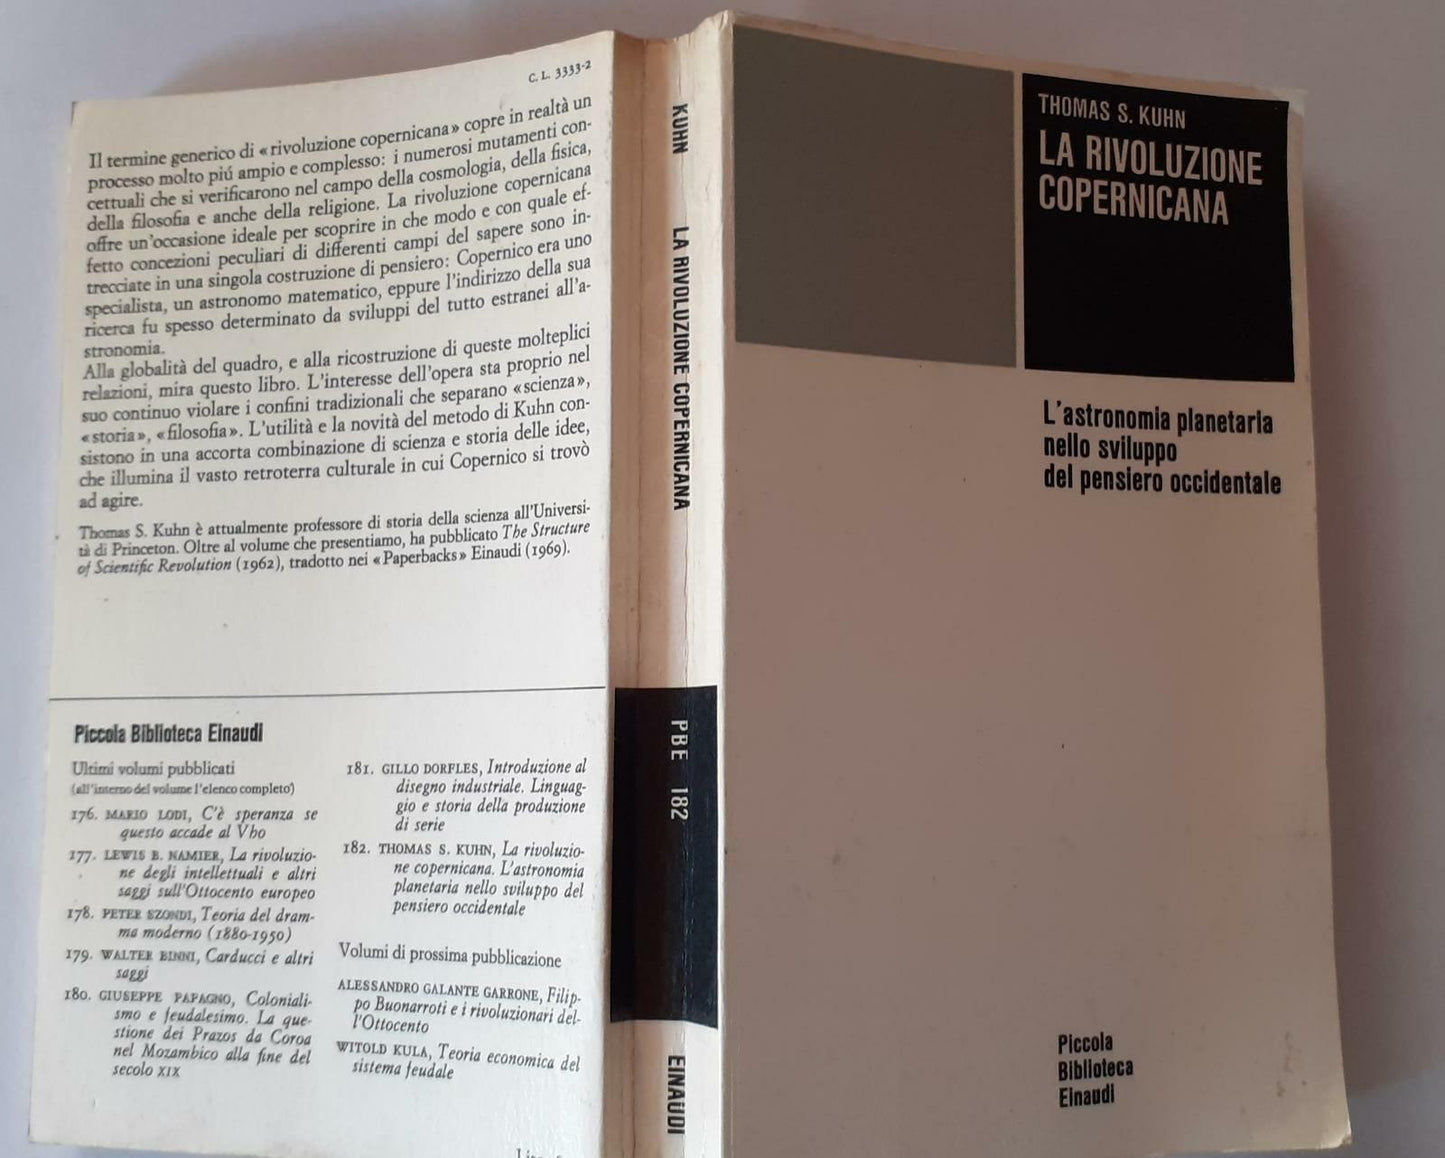 C. L. 3333-2
Il termine generico di «rivoluzione copernicana» copre in realtà un
processo molto piú ampio e complesso: i numerosi mutamenti con-
cettuali che si verificarono nel campo della cosmologia, della fisica,
della filosofia e anche della religione. La rivoluzione copernicana
offre un'occasione ideale per scoprire in che modo e con quale ef-
fetto concezioni peculiari di differenti campi del sapere sono in-
trecciate in una singola costruzione di pensiero: Copernico era uno
specialista, un astronomo matematico, eppure l'indirizzo della sua
ricerca fu spesso determinato da sviluppi del tutto estranei all'a-
stronomia.
Alla globalità del quadro, e alla ricostruzione di queste molteplici
relazioni, mira questo libro. L'interesse dell'opera sta proprio nel
suo continuo violare i confini tradizionali che separano «scienza»,
«storia», «filosofia». L'utilità e la novità del metodo di Kuhn con-
sistono in una accorta combinazione di scienza e storia delle idee,
che illumina il vasto retroterra culturale in cui Copernico si trovò
ad agire.
Thomas S. Kuhn è attualmente professore di storia della scienza all'Universi-
tà di Princeton. Oltre al volume che presentiamo, ha pubblicato The Structure
of Scientific Revolution (1962), tradotto nei «Paperbacks» Einaudi (1969).
Piccola Biblioteca Einaudi
Ultimi volumi pubblicati
(all'interno del volume l'elenco completo)
176. MARIO LODI, C'è speranza se
questo accade al Vho
177. LEWIS B. NAMIER, La rivoluzio-
ne degli intellettuali e altri
saggi sull'Ottocento europeo
178. PETER SZONDI, Teoria del dram-
ma moderno (1880-1950)
179. WALTER BINNI, Carducci e altri
saggi
180. GIUSEPPE PAPAGNO, Coloniali-
smo e feudalesimo. La que-
stione dei Prazos da Coroa
nel Mozambico alla fine del
secolo XIX
181. GILLO DORFLES, Introduzione al
disegno industriale. Linguag-
gio e storia della produzione
di serie
182. THOMAS S. KUHN, La rivoluzio-
ne copernicana. L'astronomia
planetaria nello sviluppo del
pensiero occidentale
Volumi di prossima pubblicazione
ALESSANDRO GALANTE GARRONE, Filip-
po Buonarroti e i rivoluzionari del-
l'Ottocento
WITOLD KULA, Teoria economica del
sistema feudale
KUHN LA RIVOLUZIONE COPERNICANA
PBE 182
EINAUDI
THOMAS S. KUHN
LA RIVOLUZIONE
COPERNICANA
L'astronomia planetaria
nello sviluppo
del pensiero occidentale
Piccola
Biblioteca
Einaudi